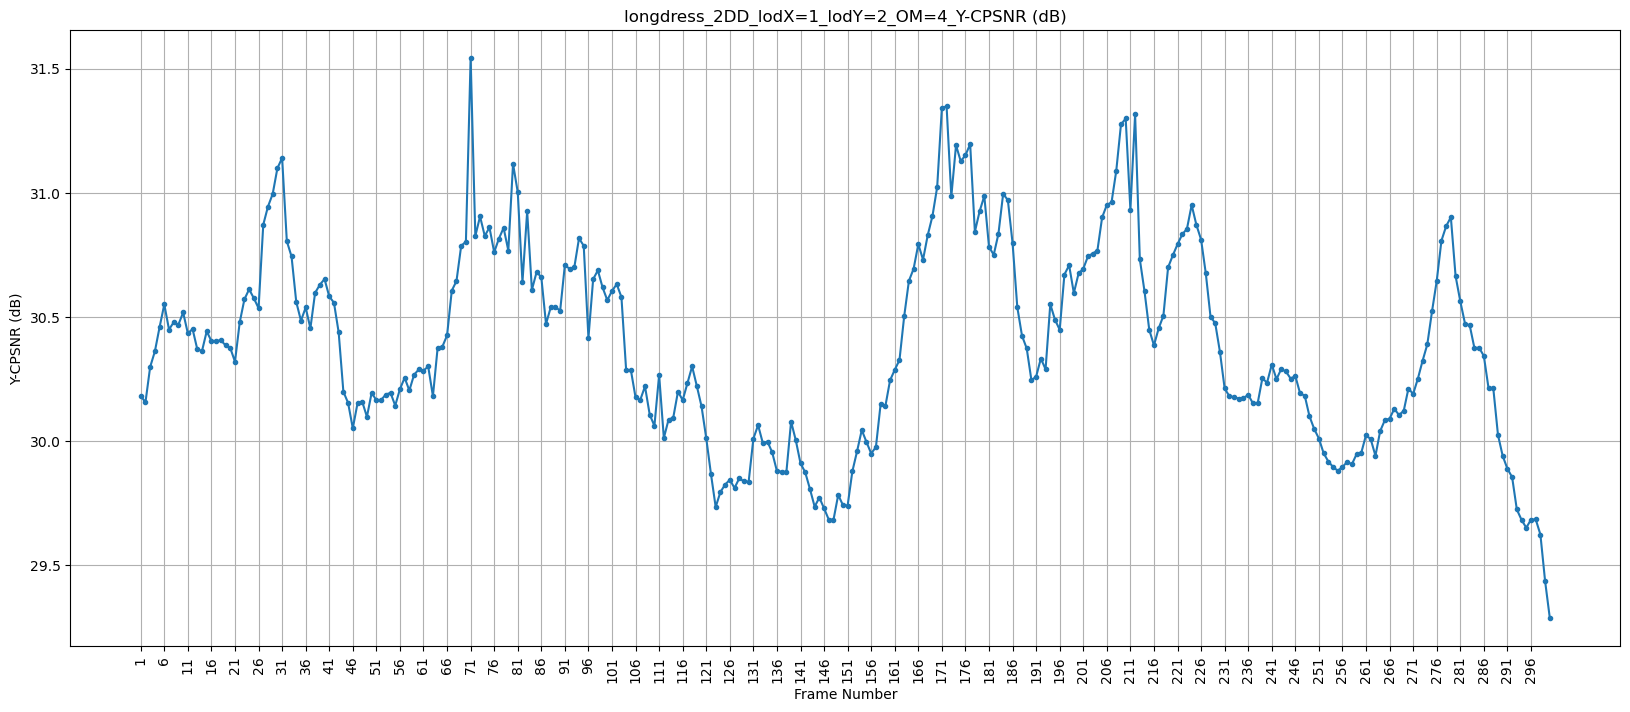 longdress_2DD_lodX=1_lodY=2_OM=4_Y-CPSNR (dB)
Y-CPSNR (dB)
31.5
31.0
30.5
30.0
29.5
1 6 11 16 21 26 31 36 41 46 51 56 61 66 71 76 81 86 91 96 101 106 111 116 121 126 131 136 141 146 151 156 161 166 171 176 181 186 191 196 201 206 211 216 221 226 231 236 241 246 251 256 261 266 271 276 281 286 291 296
Frame Number